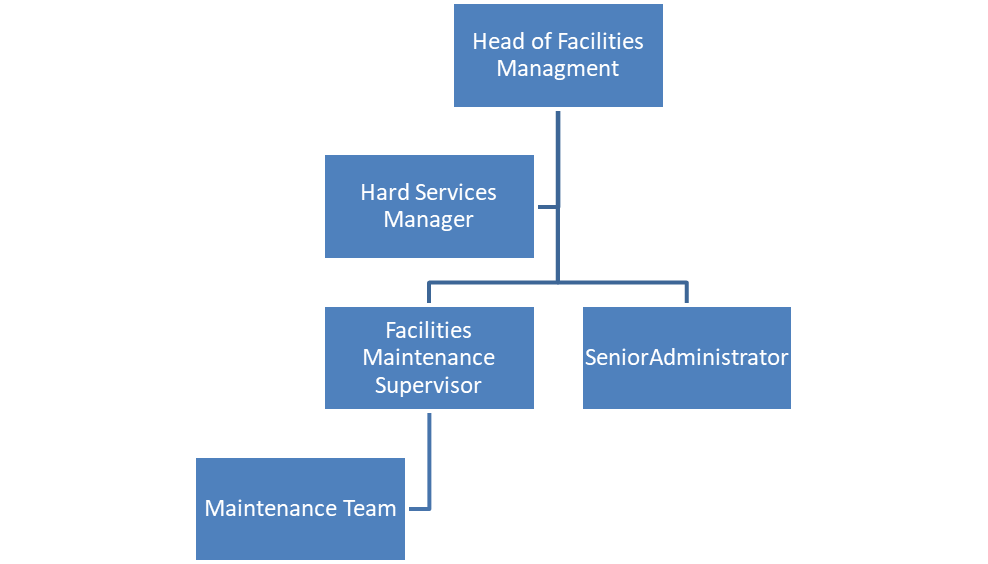 Head of Facilities
Managment
Hard Services
Manager
Facilities
Maintenance
Supervisor
SeniorAdministrator
Maintenance Team